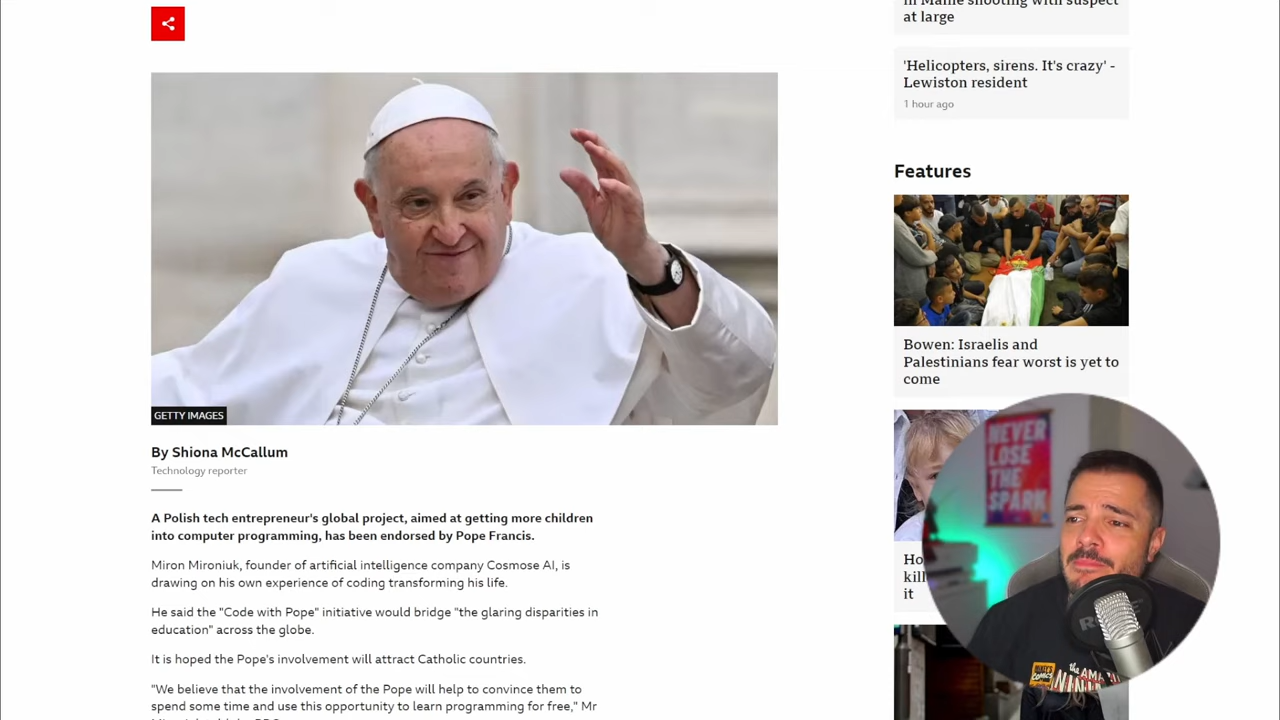 in Maine shooting with suspect
at large
'Helicopters, sirens. It's crazy' -
Lewiston resident
1 hour ago
Features
GETTY IMAGES
Bowen: Israelis and
Palestinians fear worst is yet to
come
By Shiona McCallum
Technology reporter
A Polish tech entrepreneur's global project, aimed at getting more children
into computer programming, has been endorsed by Pope Francis.
Miron Mironiuk, founder of artificial intelligence company Cosmose AI, is
drawing on his own experience of coding transforming his life.
He said the "Code with Pope" initiative would bridge "the glaring disparities in
education" across the globe.
It is hoped the Pope's involvement will attract Catholic countries.
"We believe that the involvement of the Pope will help to convince them to
spend some time and use this opportunity to learn programming for free," Mr
Ho
kill
it
NEVER
LOSE
THE
SPARK
the